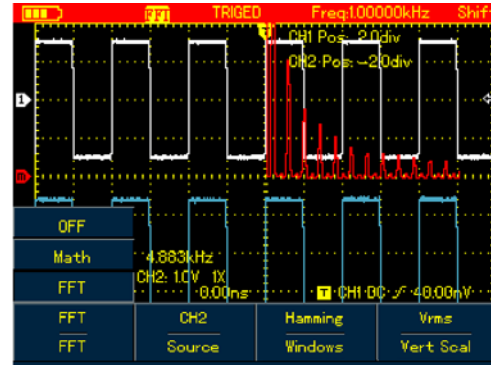 FFT TRIGED Freq:1.00000kHz Shif
T
CH1 Pos: 2.0div
CH2 Pos: -2.0div
1
m
OFF
Math 4.883kHz
CH2: 1.0V 1X
FFT 0.00ns T CH1 DC 48.00mV
FFT CH2 Hamming Vrms
FFT Source Windows Vert Scal